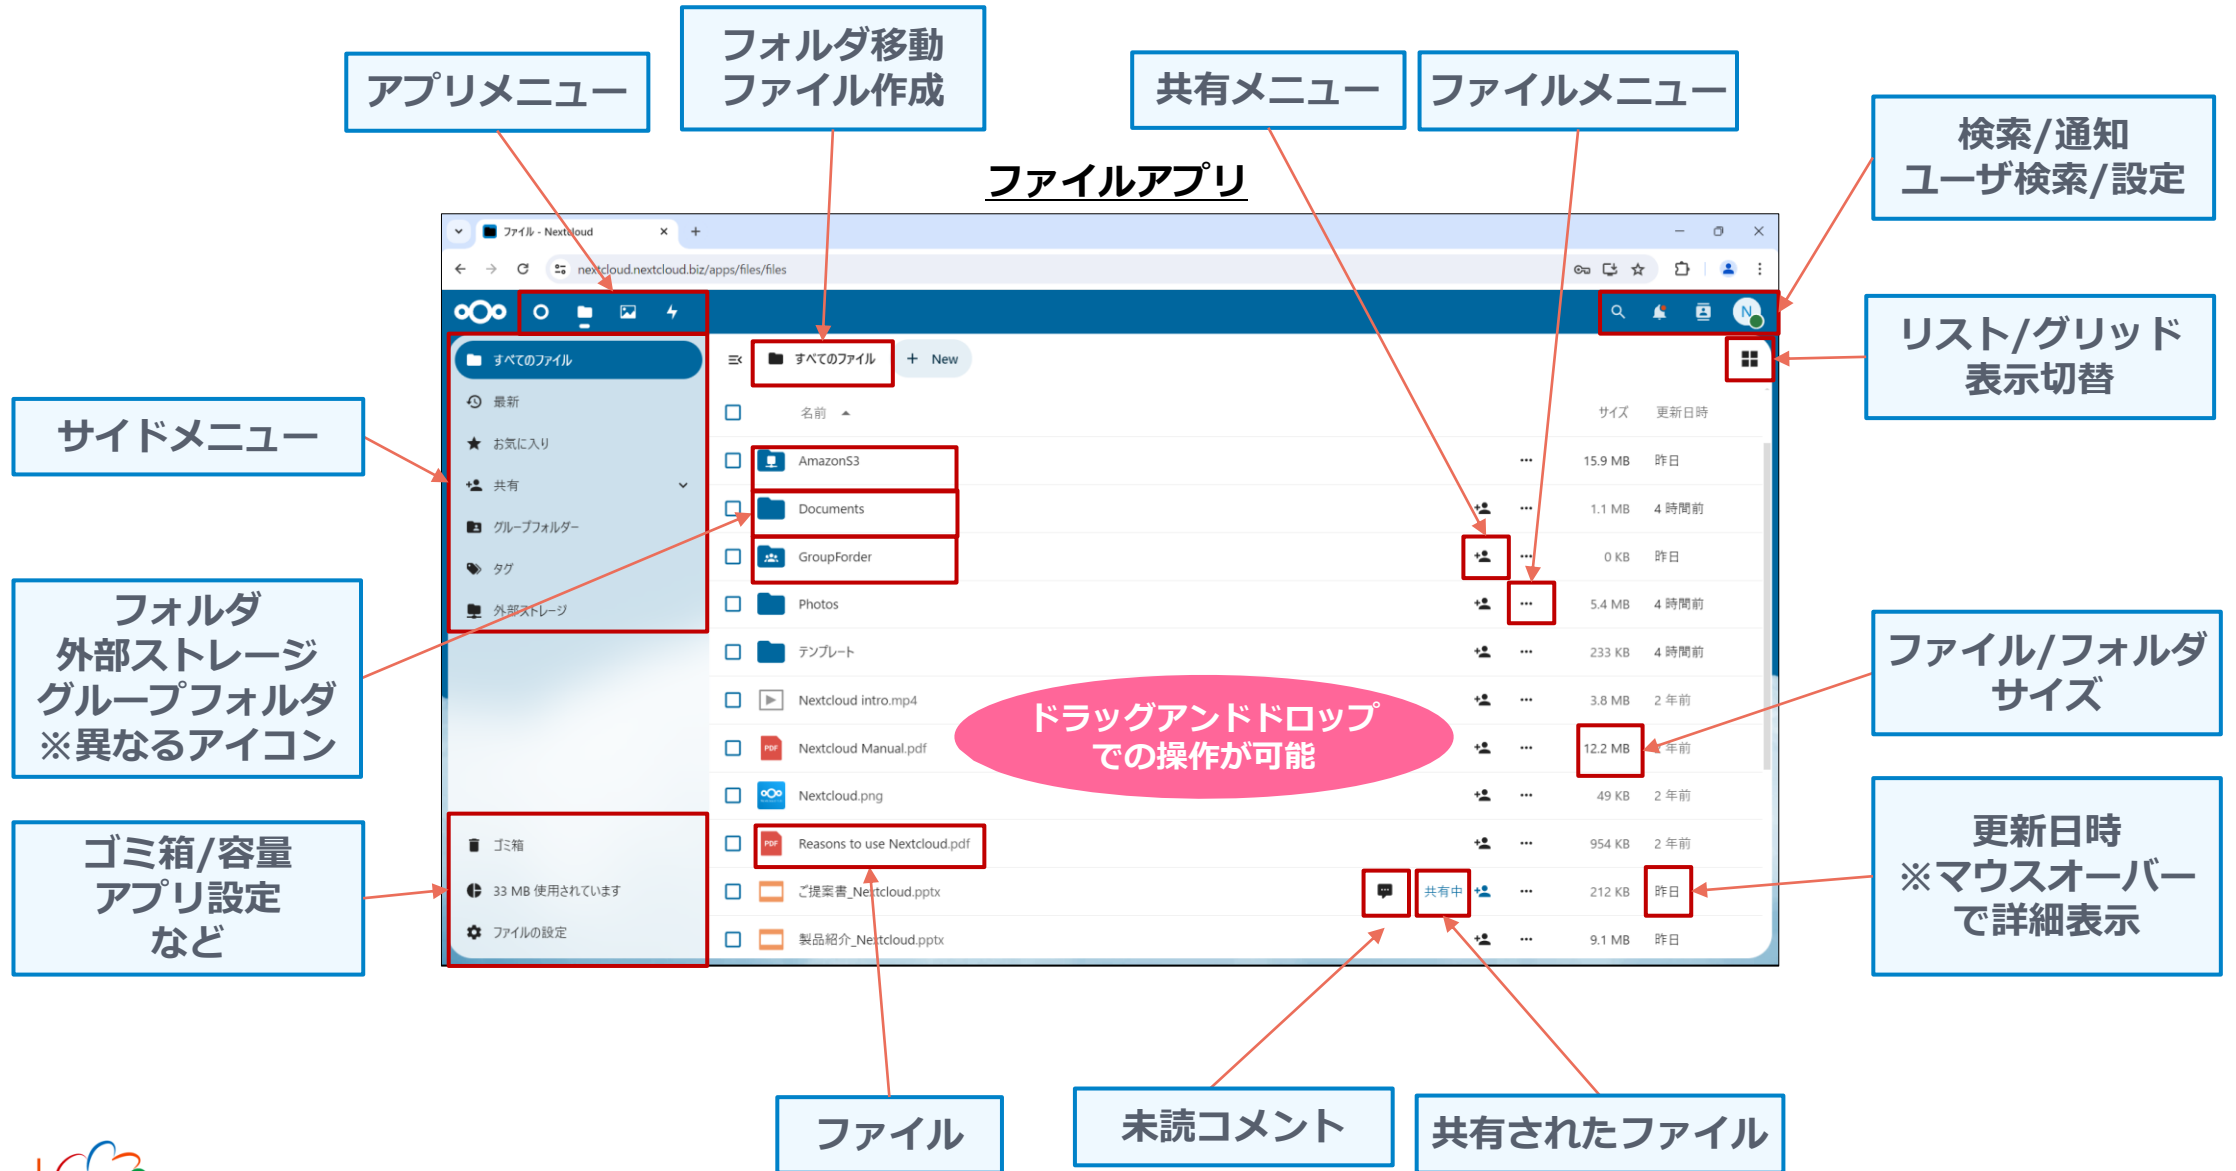 フォルダ移動
ファイル作成
アプリメニュー
共有メニュー
ファイルメニュー
検索/通知
ユーザ検索/設定
ファイルアプリ
ファイル - Nextcloud
nextcloud.nextcloud.biz/apps/files/files
N
リスト/グリッド
表示切替
すべてのファイル
すべてのファイル
+ New
最新
名前
サイズ
更新日時
サイドメニュー
お気に入り
AmazonS3
15.9 MB
昨日
共有
Documents
1.1 MB
4 時間前
グループフォルダー
GroupForder
0 KB
昨日
タグ
Photos
5.4 MB
4 時間前
外部ストレージ
フォルダ
外部ストレージ
グループフォルダ
※異なるアイコン
テンプレート
233 KB
4 時間前
ファイル/フォルダ
サイズ
Nextcloud intro.mp4
3.8 MB
2 年前
ドラッグアンドドロップ
での操作が可能
PDF
Nextcloud Manual.pdf
12.2 MB
年前
Nextcloud.png
49 KB
2 年前
ゴミ箱/容量
アプリ設定
など
ゴミ箱
PDF
Reasons to use Nextcloud.pdf
954 KB
2 年前
更新日時
※マウスオーバー
で詳細表示
33 MB 使用されています
ご提案書_Nextcloud.pptx
共有中
212 KB
昨日
ファイルの設定
製品紹介_Nextcloud.pptx
9.1 MB
昨日
ファイル
未読コメント
共有されたファイル